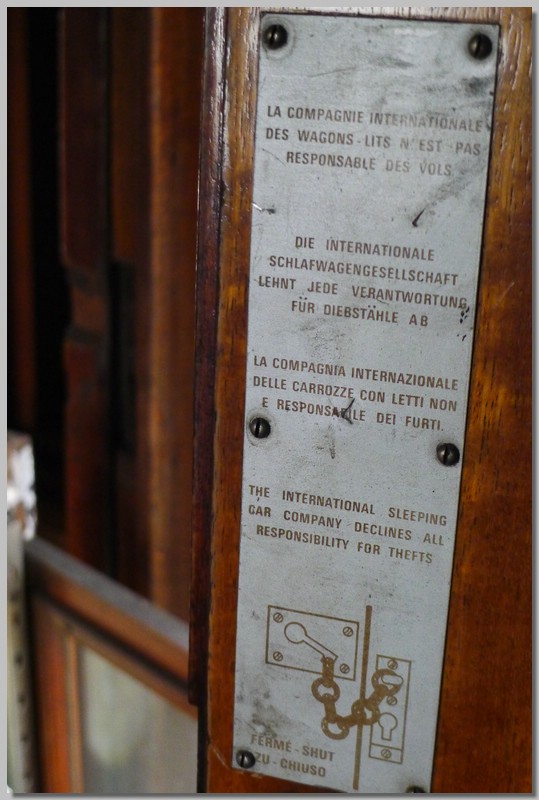 LA COMPAGNIE INTERNATIONALE
DES WAGONS-LITS N'EST PAS
RESPONSABLE DES VOLS
DIE INTERNATIONALE
SCHLAFWAGENGESELLSCHAFT
LEHNT JEDE VERANTWORTUNG
FÜR DIEBSTÄHLE AB
LA COMPAGNIA INTERNAZIONALE
DELLE CARROZZE CON LETTI NON
E RESPONSABILE DEI FURTI.
THE INTERNATIONAL SLEEPING
CAR COMPANY DECLINES ALL
RESPONSIBILITY FOR THEFTS
FERMÉ - SHUT
ZU - CHIUSO